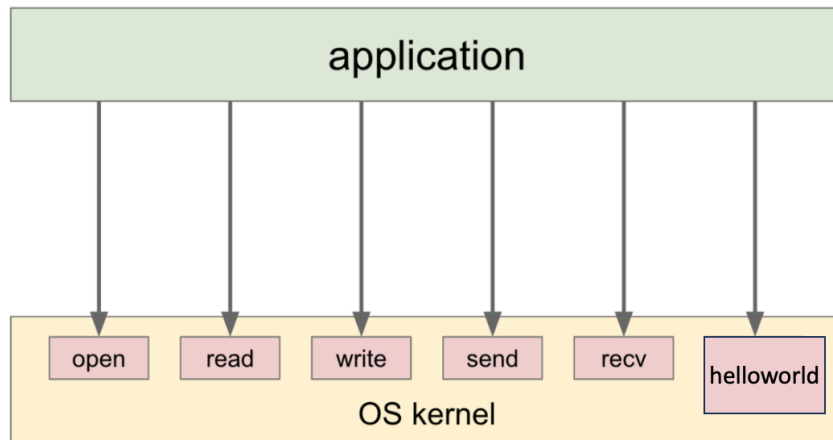 application
open
read
write
send
recv
helloworld
OS kernel